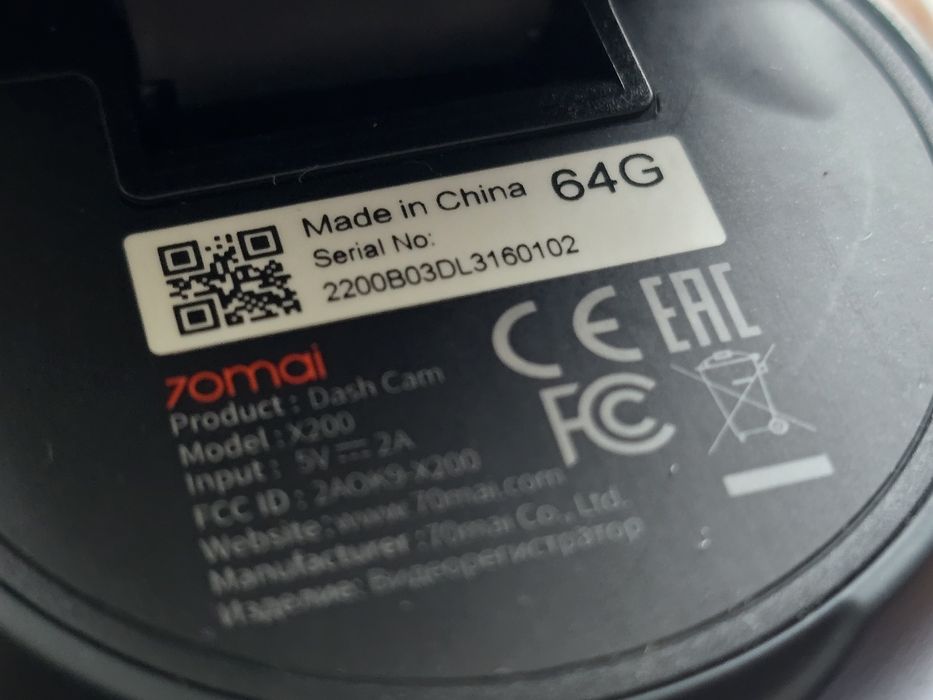 Made in China 64G
Serial No:
2200B03DL3160102
CE EAC
FC
70mai
Product : Dash Cam
Model : X200
Input : 5V ⎓ 2A
FCC ID : 2AOK9-X200
Website : www.70mai.com
Manufacturer : 70mai Co., Ltd.
Изделие: Видеорегистратор